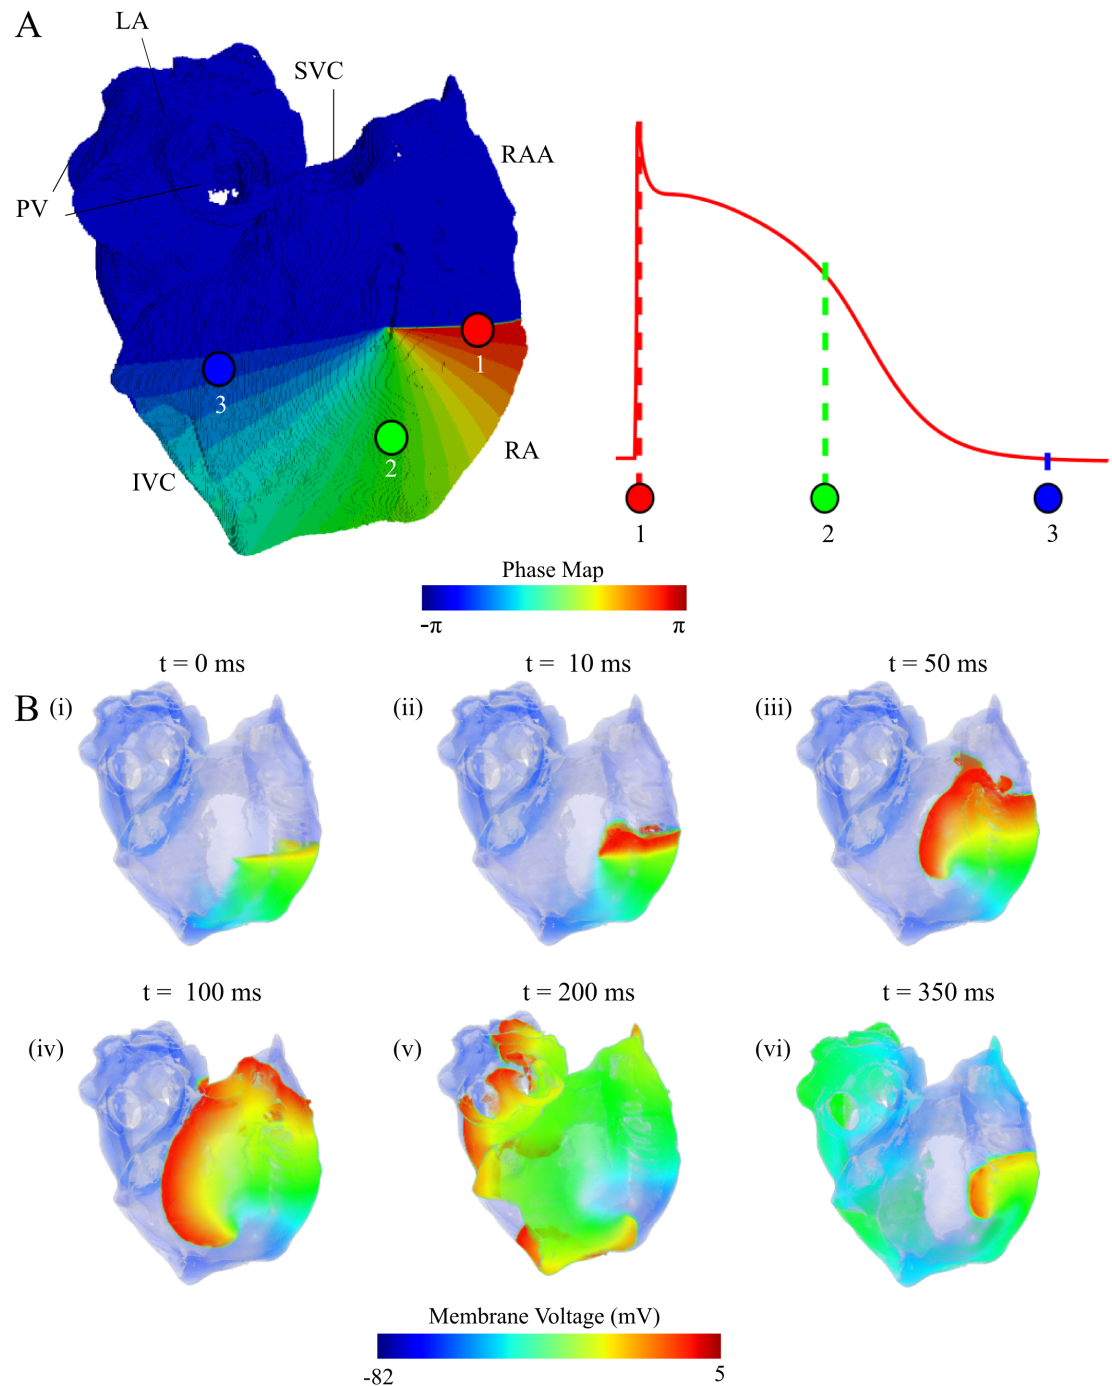 A
LA
SVC
RAA
PV
1
3
2
RA
IVC
1
2
3
Phase Map
-π
π
t = 0 ms
t = 10 ms
t = 50 ms
B
(i)
(ii)
(iii)
t = 100 ms
t = 200 ms
t = 350 ms
(iv)
(v)
(vi)
Membrane Voltage (mV)
-82
5